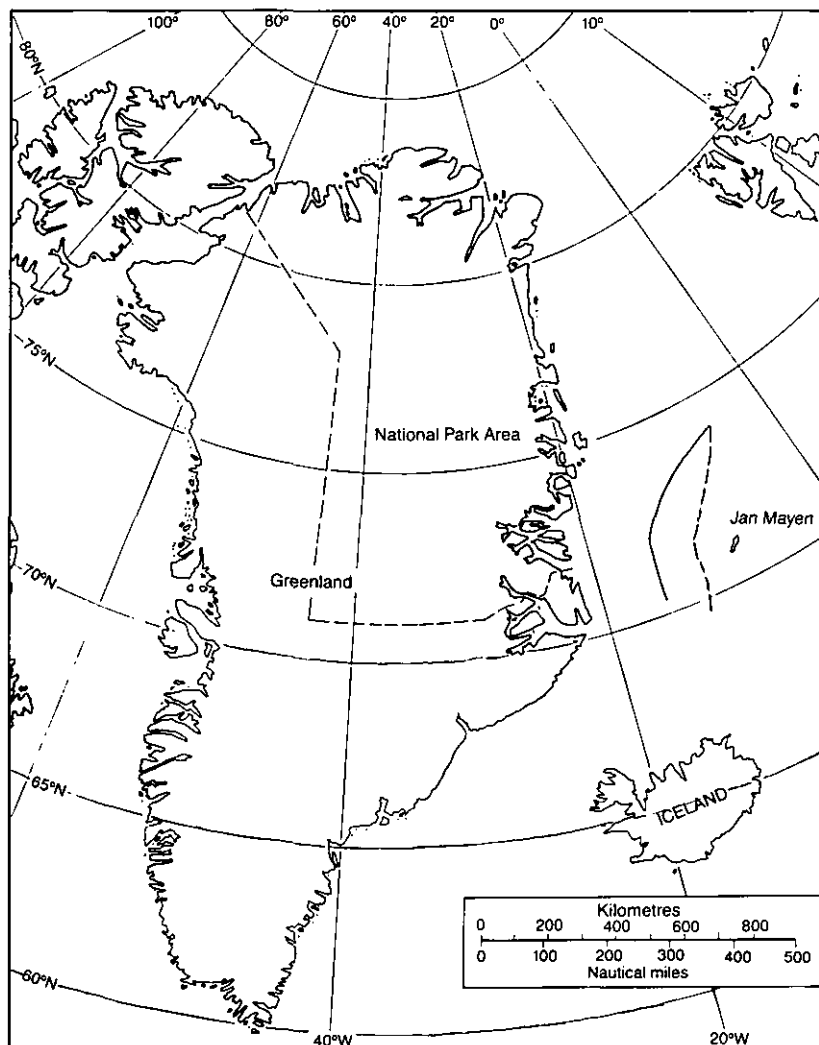 100° 80° 60° 40° 20° 0° 10°
80°N
75°N
National Park Area
Jan Mayen
70°N
Greenland
65°N
ICELAND
Kilometres
0 200 400 600 800
0 100 200 300 400 500
Nautical miles
60°N
40°W
20°W